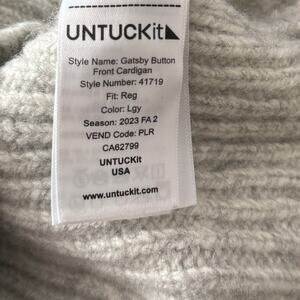 UNTUCKit
Style Name: Gatsby Button
Front Cardigan
Style Number: 41719
Fit: Reg
Color: Lgy
Season: 2023 FA 2
VEND Code: PLR
CA62799
UNTUCKit
USA
www.untuckit.com